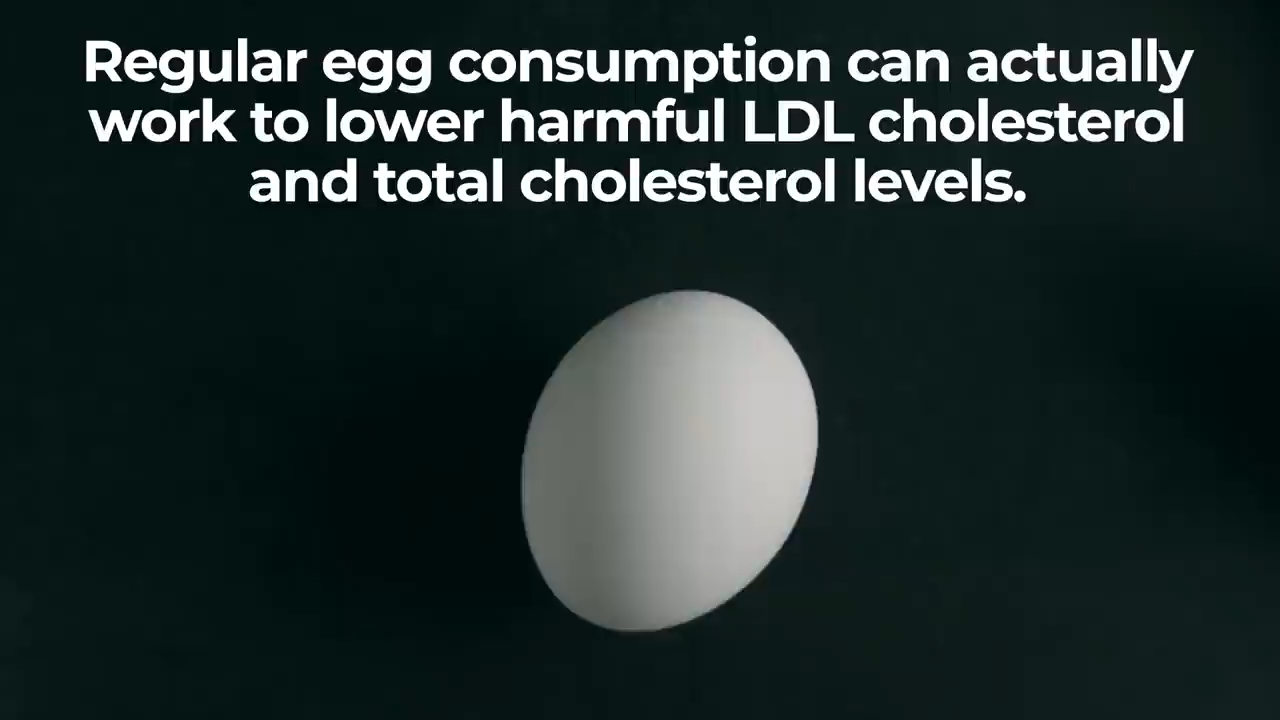 Regular egg consumption can actually
work to lower harmful LDL cholesterol
and total cholesterol levels.